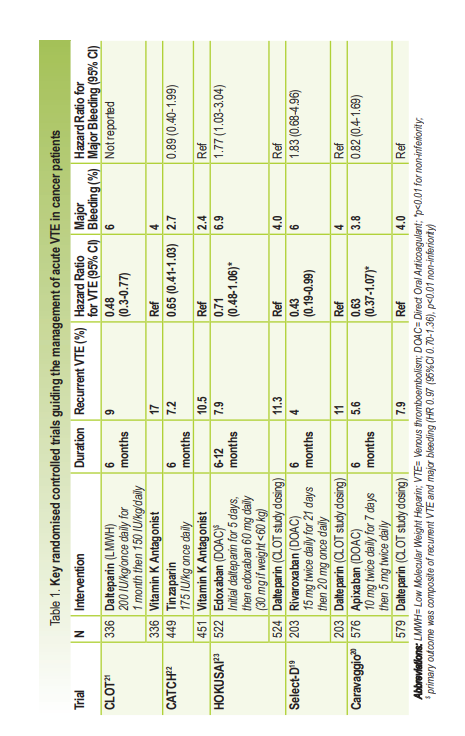 Table 1. Key randomised controlled trials guiding the management of acute VTE in cancer patients
Trial N Intervention Duration Recurrent VTE (%) Hazard Ratio for VTE (95% CI) Major Bleeding (%) Hazard Ratio for Major Bleeding (95% CI)
CLOT²¹ 336 Dalteparin (LMWH) 6 months 9 0.48 (0.3-0.77) 6 Not reported
200 IU/kg/once daily for
1 month then 150 IU/kg/daily
336 Vitamin K Antagonist 17 Ref 4
CATCH²² 449 Tinzaparin 6 months 7.2 0.65 (0.41-1.03) 2.7 0.89 (0.40-1.99)
175 IU/kg once daily
451 Vitamin K Antagonist 10.5 Ref 2.4 Ref
HOKUSAI²³ 522 Edoxaban (DOAC)$ 6-12 months 7.9 0.71 (0.48-1.06)* 6.9 1.77 (1.03-3.04)
Initial dalteparin for 5 days,
then edoxaban 60 mg daily
(30 mg if weight <60 kg)
524 Dalteparin (CLOT study dosing) 11.3 Ref 4.0 Ref
Select-D¹⁹ 203 Rivaroxaban (DOAC) 6 months 4 0.43 (0.19-0.99) 6 1.83 (0.68-4.96)
15 mg twice daily for 21 days
then 20 mg once daily
203 Dalteparin (CLOT study dosing) 11 Ref 4 Ref
Caravaggio²⁰ 576 Apixaban (DOAC) 6 months 5.6 0.63 (0.37-1.07)* 3.8 0.82 (0.4-1.69)
10 mg twice daily for 7 days
then 5 mg twice daily
579 Dalteparin (CLOT study dosing) 7.9 Ref 4.0 Ref
Abbreviations: LMWH= Low Molecular Weight Heparin; VTE= Venous thromboembolism; DOAC= Direct Oral Anticoagulant; *p<0.01 for non-inferiority;
$ primary outcome was composite of recurrent VTE and major bleeding (HR 0.97 (95%CI 0.70-1.36), p<0.01 non-inferiority)